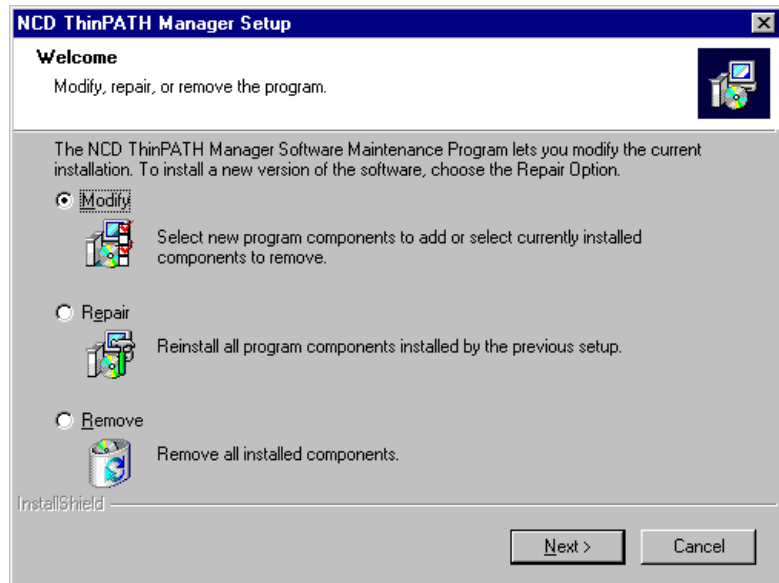 NCD ThinPATH Manager Setup
Welcome
Modify, repair, or remove the program.
The NCD ThinPATH Manager Software Maintenance Program lets you modify the current
installation. To install a new version of the software, choose the Repair Option.
Modify
Select new program components to add or select currently installed
components to remove.
Repair
Reinstall all program components installed by the previous setup.
Remove
Remove all installed components.
InstallShield
Next >
Cancel